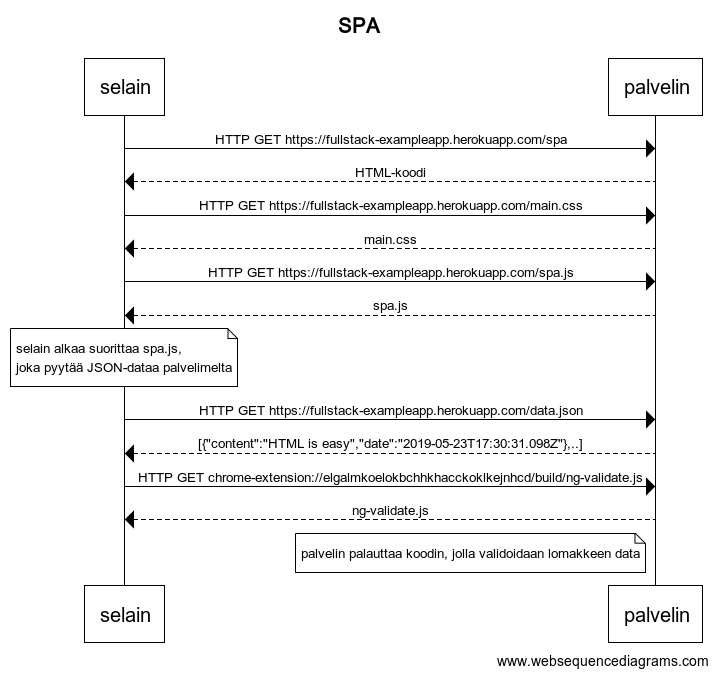 SPA
selain
palvelin
HTTP GET https://fullstack-exampleapp.herokuapp.com/spa
HTML-koodi
HTTP GET https://fullstack-exampleapp.herokuapp.com/main.css
main.css
HTTP GET https://fullstack-exampleapp.herokuapp.com/spa.js
spa.js
selain alkaa suorittaa spa.js,
joka pyytää JSON-dataa palvelimelta
HTTP GET https://fullstack-exampleapp.herokuapp.com/data.json
[{"content":"HTML is easy","date":"2019-05-23T17:30:31.098Z"},..]
HTTP GET chrome-extension://elgalmkoelokbchhkhacckoklkejnhcd/build/ng-validate.js
ng-validate.js
palvelin palauttaa koodin, jolla validoidaan lomakkeen data
selain
palvelin
www.websequencediagrams.com